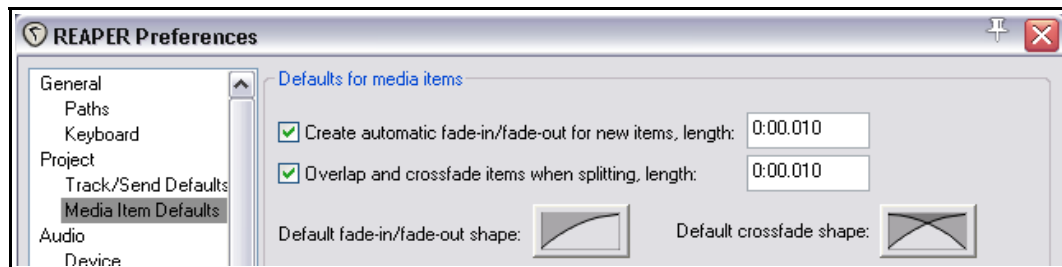 REAPER Preferences
General
Paths
Keyboard
Project
Track/Send Defaults
Media Item Defaults
Audio
Device
Defaults for media items
Create automatic fade-in/fade-out for new items, length: 0:00.010
Overlap and crossfade items when splitting, length: 0:00.010
Default fade-in/fade-out shape: Default crossfade shape: